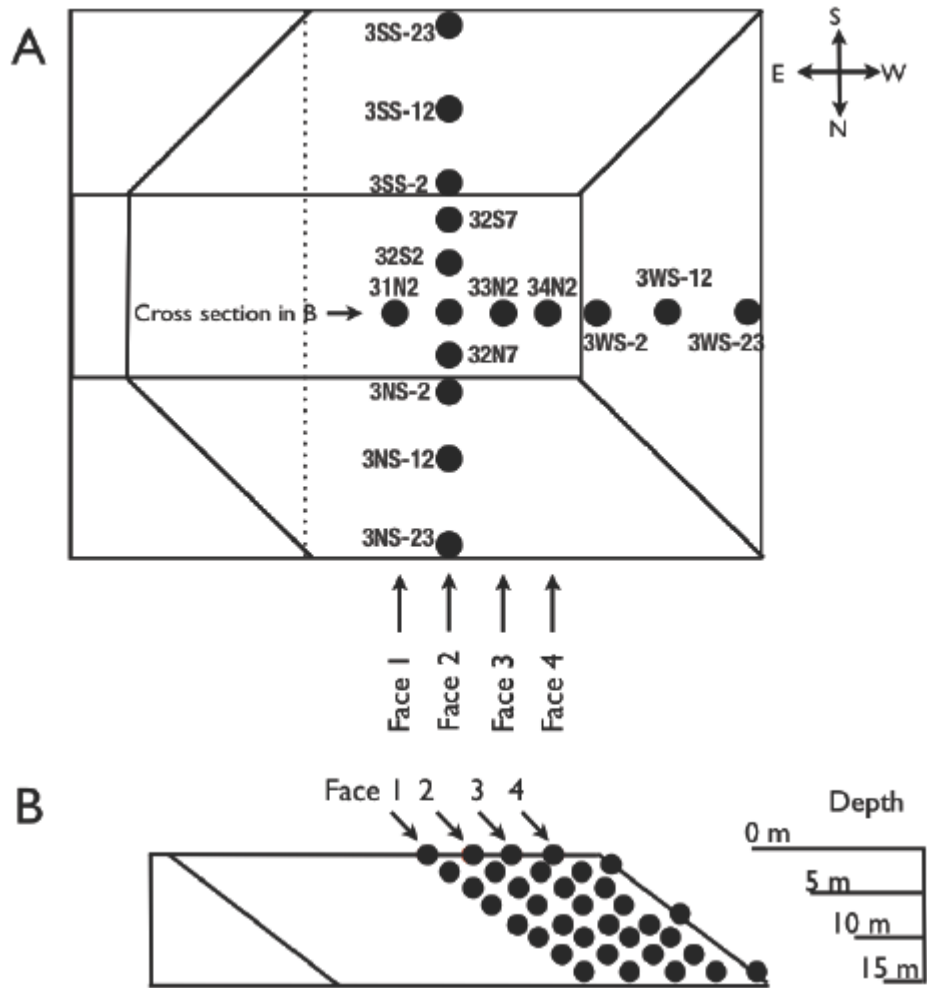 A
S
E W
N
3SS-23
3SS-12
3SS-2
32S7
32S2
31N2 33N2 34N2 3WS-12
Cross section in B
3WS-2 3WS-23
32N7
3NS-2
3NS-12
3NS-23
Face 1
Face 2
Face 3
Face 4
B
Face 1 2 3 4
Depth
0 m
5 m
10 m
15 m